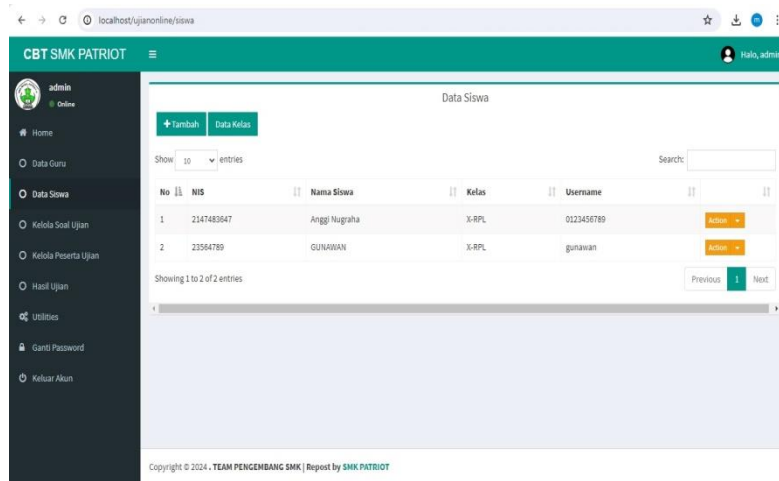 localhost/ujianonline/siswa
CBT SMK PATRIOT
Halo, admin
admin
Online
Home
Data Guru
Data Siswa
Kelola Soal Ujian
Kelola Peserta Ujian
Hasil Ujian
Utilities
Ganti Password
Keluar Akun
Data Siswa
+Tambah Data Kelas
Show 10 entries Search:
No NIS Nama Siswa Kelas Username
1 2147483647 Anggi Nugraha X-RPL 0123456789 Action
2 23564789 GUNAWAN X-RPL gunawan Action
Showing 1 to 2 of 2 entries Previous 1 Next
Copyright © 2024 . TEAM PENGEMBANG SMK | Repost by SMK PATRIOT